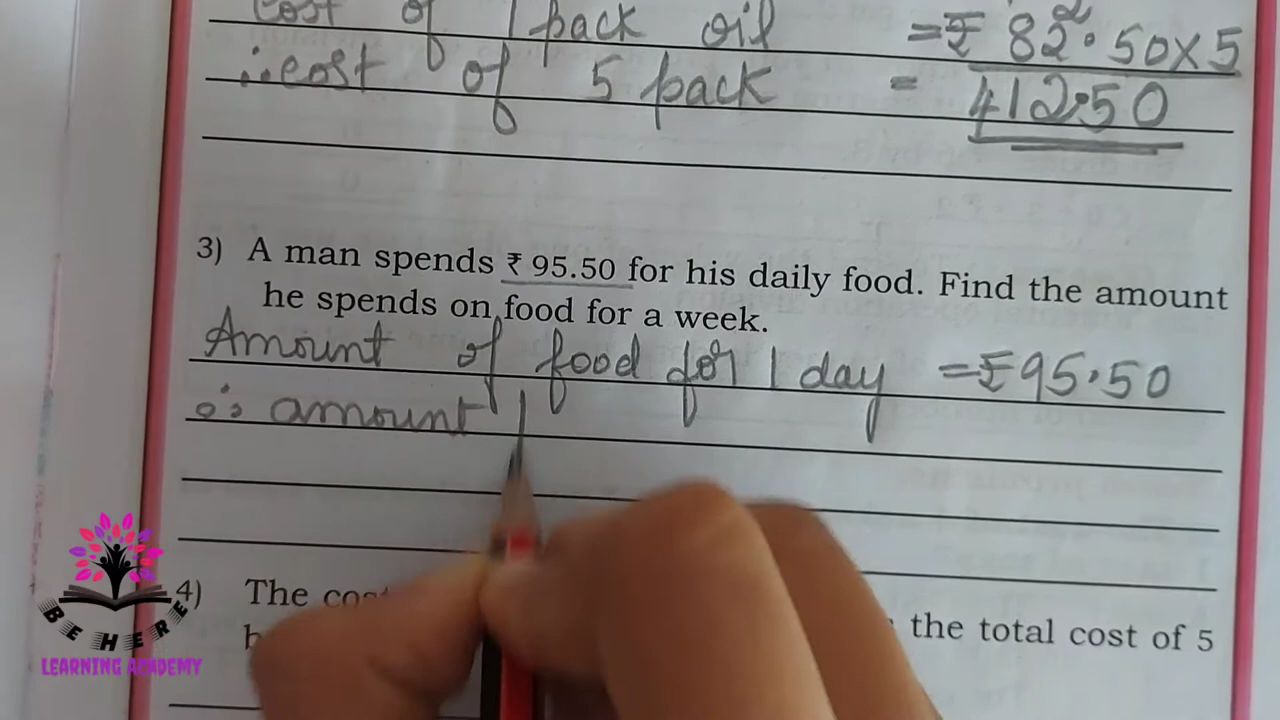 cost of 1 pack oil =₹ 82.50x5
∴ cost of 5 pack = 412.50
3) A man spends ₹ 95.50 for his daily food. Find the amount
he spends on food for a week.
Amount of food for 1 day =₹95.50
∴ amount
4) The cos
the total cost of 5
b
BE HERE
LEARNING ACADEMY